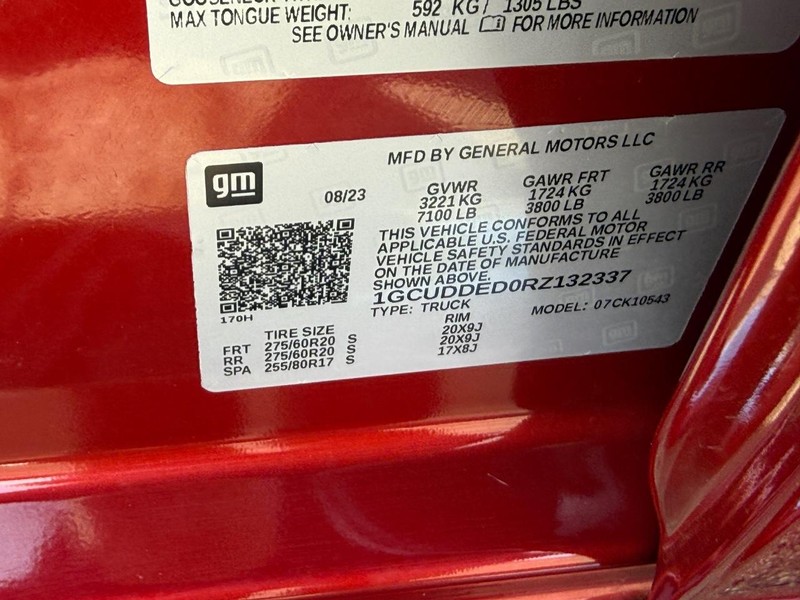 MAX TONGUE WEIGHT: 592 KG / 1305 LBS
SEE OWNER'S MANUAL FOR MORE INFORMATION
MFD BY GENERAL MOTORS LLC
gm
08/23
GVWR GAWR FRT GAWR RR
3221 KG 1724 KG 1724 KG
7100 LB 3800 LB 3800 LB
THIS VEHICLE CONFORMS TO ALL
APPLICABLE U.S. FEDERAL MOTOR
VEHICLE SAFETY STANDARDS IN EFFECT
ON THE DATE OF MANUFACTURE
SHOWN ABOVE.
1GCUDDED0RZ132337
TYPE: TRUCK MODEL: 07CK10543
170H
TIRE SIZE RIM
FRT 275/60R20 S 20X9J
RR 275/60R20 S 20X9J
SPA 255/80R17 S 17X8J